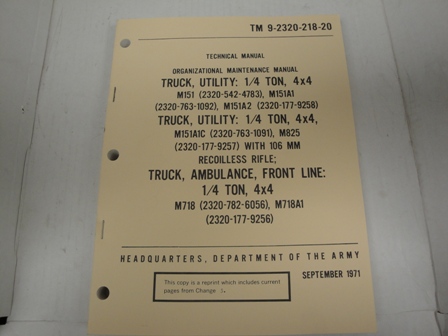 TM 9-2320-218-20
TECHNICAL MANUAL
ORGANIZATIONAL MAINTENANCE MANUAL
TRUCK, UTILITY: 1/4 TON, 4x4
M151 (2320-542-4783), M151A1
(2320-763-1092), M151A2 (2320-177-9258)
TRUCK, UTILITY: 1/4 TON, 4x4,
M151A1C (2320-763-1091), M825
(2320-177-9257) WITH 106 MM
RECOILLESS RIFLE;
TRUCK, AMBULANCE, FRONT LINE:
1/4 TON, 4x4
M718 (2320-782-6056), M718A1
(2320-177-9256)
HEADQUARTERS, DEPARTMENT OF THE ARMY
SEPTEMBER 1971
This copy is a reprint which includes current
pages from Change